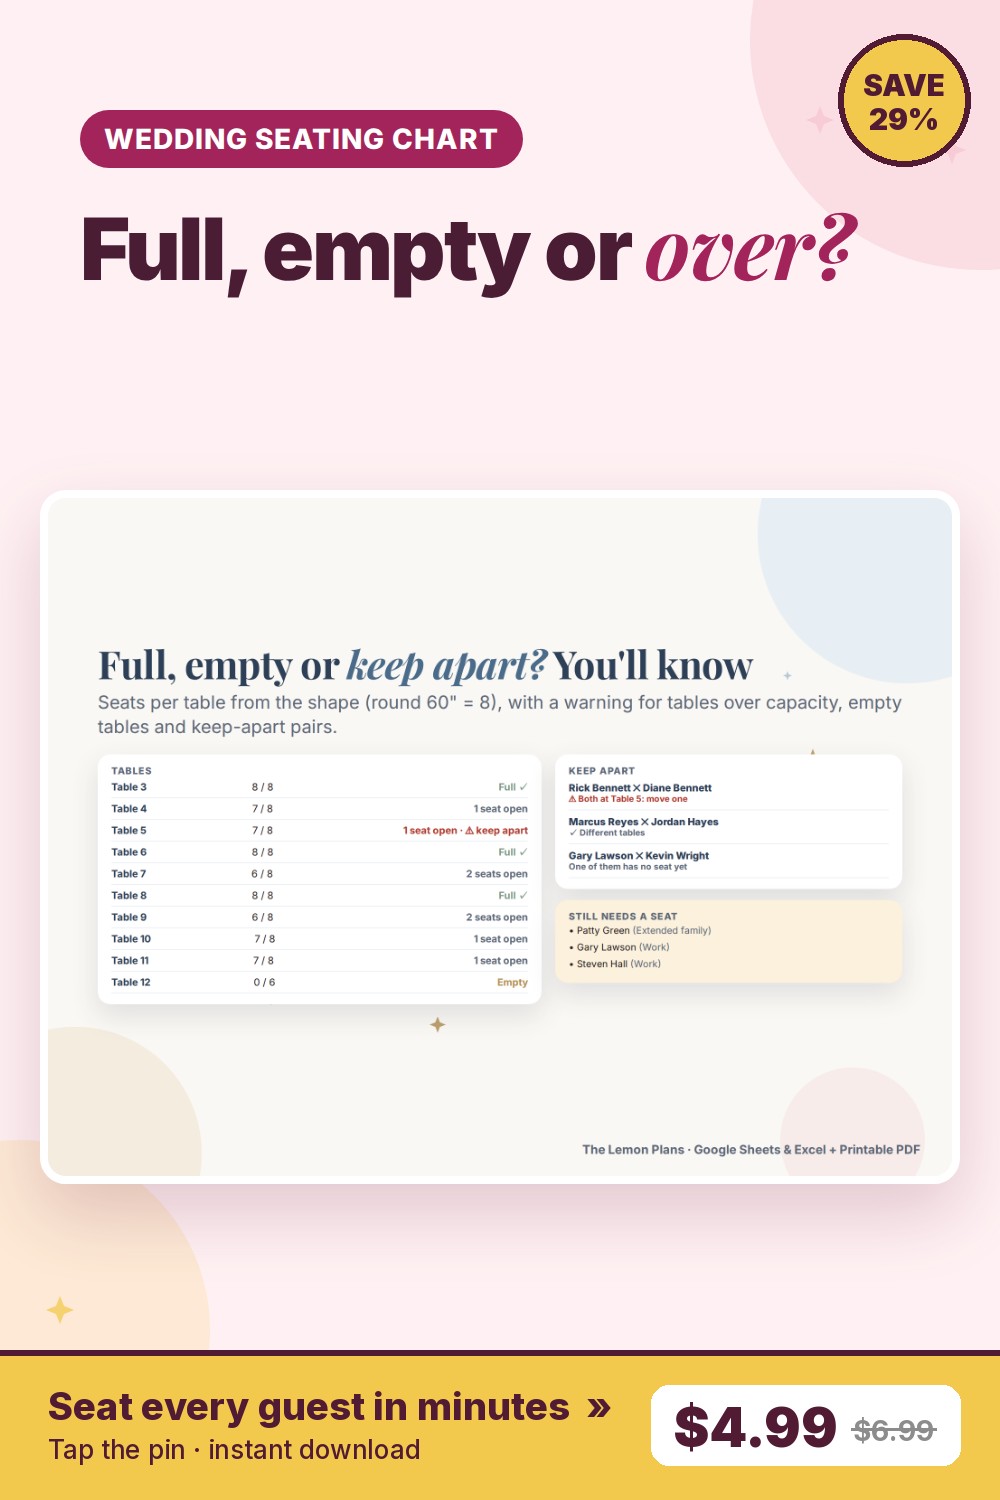 SAVE
29%
WEDDING SEATING CHART
Full, empty or over?
Full, empty or keep apart? You'll know
Seats per table from the shape (round 60" = 8), with a warning for tables over capacity, empty
tables and keep-apart pairs.
TABLES
Table 3 8 / 8 Full ✓
Table 4 7 / 8 1 seat open
Table 5 7 / 8 1 seat open · ⚠ keep apart
Table 6 8 / 8 Full ✓
Table 7 6 / 8 2 seats open
Table 8 8 / 8 Full ✓
Table 9 6 / 8 2 seats open
Table 10 7 / 8 1 seat open
Table 11 7 / 8 1 seat open
Table 12 0 / 6 Empty
KEEP APART
Rick Bennett ✕ Diane Bennett
⚠ Both at Table 5: move one
Marcus Reyes ✕ Jordan Hayes
✓ Different tables
Gary Lawson ✕ Kevin Wright
One of them has no seat yet
STILL NEEDS A SEAT
• Patty Green (Extended family)
• Gary Lawson (Work)
• Steven Hall (Work)
The Lemon Plans · Google Sheets & Excel + Printable PDF
Seat every guest in minutes »
Tap the pin · instant download
$4.99 $6.99